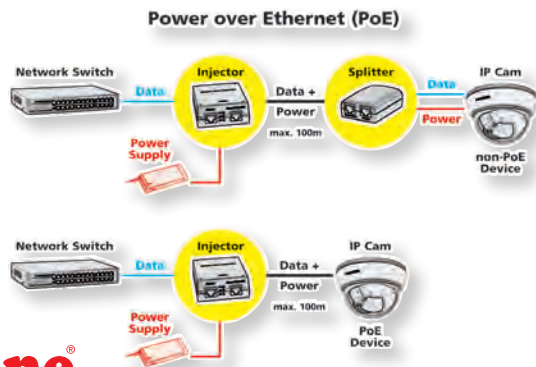 Power over Ethernet (PoE)
Network Switch
Injector
Splitter
IP Cam
Data
Data +
Power
max. 100m
Data
Power
Power
Supply
non-PoE
Device
Network Switch
Injector
IP Cam
Data
Data +
Power
max. 100m
Power
Supply
PoE
Device
®